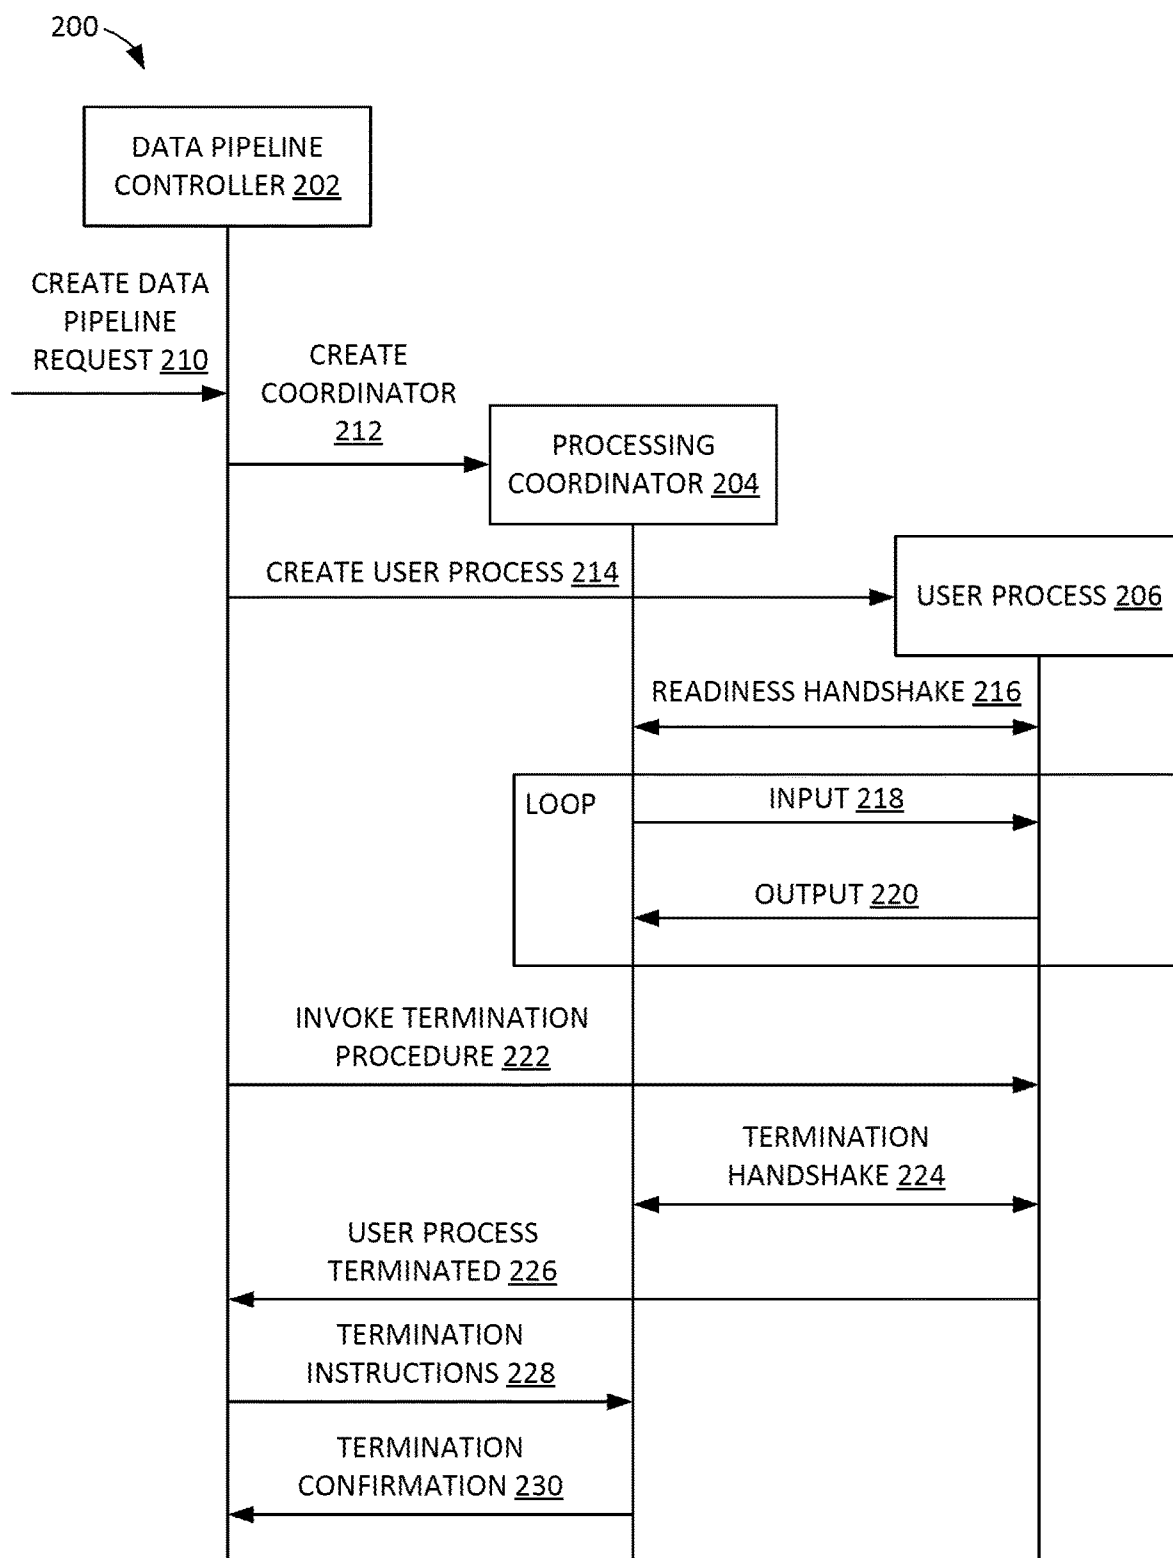 200
DATA PIPELINE
CONTROLLER 202
CREATE DATA
PIPELINE
REQUEST 210
CREATE
COORDINATOR
212
PROCESSING
COORDINATOR 204
CREATE USER PROCESS 214
USER PROCESS 206
READINESS HANDSHAKE 216
LOOP
INPUT 218
OUTPUT 220
INVOKE TERMINATION
PROCEDURE 222
TERMINATION
HANDSHAKE 224
USER PROCESS
TERMINATED 226
TERMINATION
INSTRUCTIONS 228
TERMINATION
CONFIRMATION 230